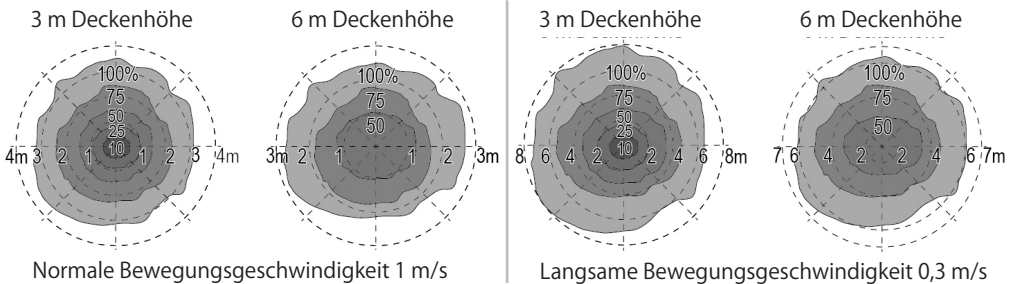 3 m Deckenhöhe
6 m Deckenhöhe
3 m Deckenhöhe
6 m Deckenhöhe
100%
75
50
25
10
4m 3 2 1 1 2 3 4m
100%
75
50
3m 2 1 1 2 3m
100%
75
50
25
10
8 6 4 2 2 4 6 8m
100%
75
50
7 6 4 2 2 4 6 7m
Normale Bewegungsgeschwindigkeit 1 m/s
Langsame Bewegungsgeschwindigkeit 0,3 m/s